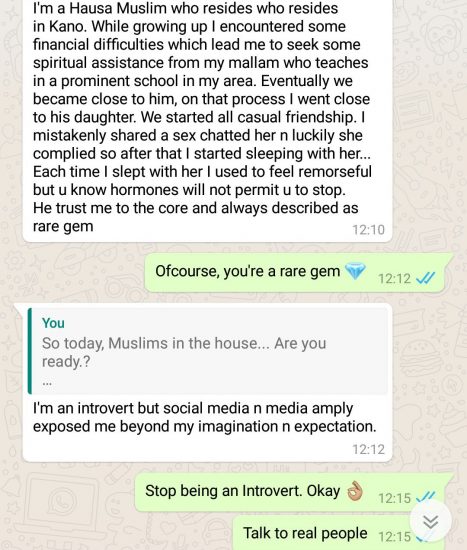 I'm a Hausa Muslim who resides who resides
in Kano. While growing up I encountered some
financial difficulties which lead me to seek some
spiritual assistance from my mallam who teaches
in a prominent school in my area. Eventually we
became close to him, on that process I went close
to his daughter. We started all casual friendship. I
mistakenly shared a sex chatted her n luckily she
complied so after that I started sleeping with her...
Each time I slept with her I used to feel remorseful
but u know hormones will not permit u to stop.
He trust me to the core and always described as
rare gem
12:10
Ofcourse, you're a rare gem 💎 12:12
You
So today, Muslims in the house... Are you
ready.?
...
I'm an introvert but social media n media amply
exposed me beyond my imagination n expectation.
12:12
Stop being an Introvert. Okay 👌🏼 12:15
Talk to real people 12:15